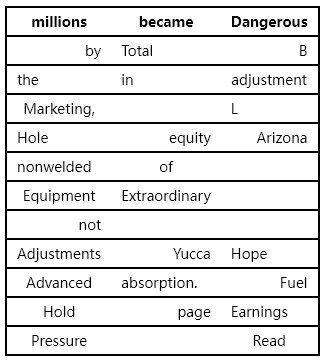 millions became Dangerous
by Total B
the in adjustment
Marketing, L
Hole equity Arizona
nonwelded of
Equipment Extraordinary
not
Adjustments Yucca Hope
Advanced absorption. Fuel
Hold page Earnings
Pressure Read